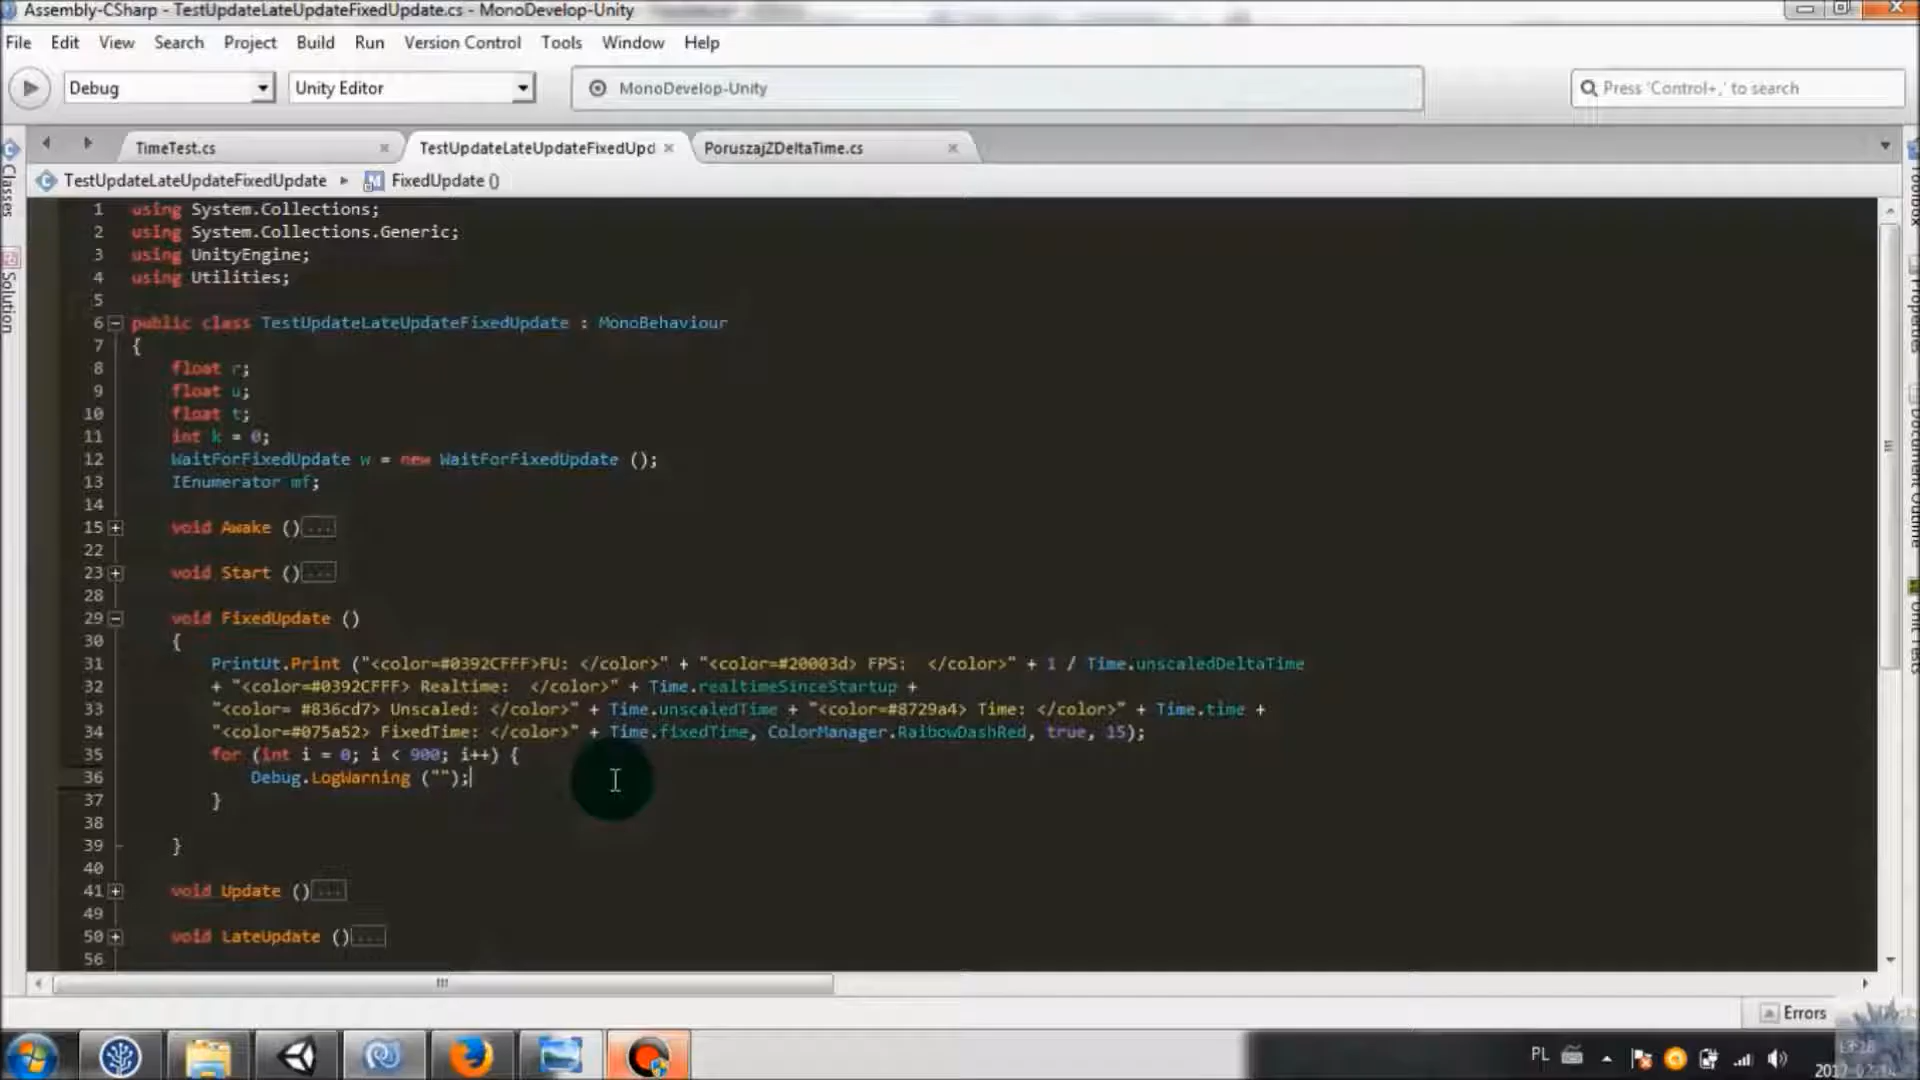 Assembly-CSharp - TestUpdateLateUpdateFixedUpdate.cs - MonoDevelop-Unity
File Edit View Search Project Build Run Version Control Tools Window Help
Debug Unity Editor MonoDevelop-Unity Press 'Control+,' to search
TimeTest.cs TestUpdateLateUpdateFixedUpd PoruszajZDeltaTime.cs
TestUpdateLateUpdateFixedUpdate FixedUpdate ()
Classes
Solution
Toolbox
Properties
Document Outline
Unit Tests
1 using System.Collections;
2 using System.Collections.Generic;
3 using UnityEngine;
4 using Utilities;
5
6 public class TestUpdateLateUpdateFixedUpdate : MonoBehaviour
7 {
8 float r;
9 float u;
10 float t;
11 int k = 0;
12 WaitForFixedUpdate w = new WaitForFixedUpdate ();
13 IEnumerator mf;
14
15 void Awake ()...
22
23 void Start ()...
28
29 void FixedUpdate ()
30 {
31 PrintUt.Print ("<color=#0392CFFF>FU: </color>" + "<color=#20003d> FPS:  </color>" + 1 / Time.unscaledDeltaTime
32 + "<color=#0392CFFF> Realtime:  </color>" + Time.realtimeSinceStartup +
33 "<color= #836cd7> Unscaled: </color>" + Time.unscaledTime + "<color=#8729a4> Time: </color>" + Time.time +
34 "<color=#075a52> FixedTime: </color>" + Time.fixedTime, ColorManager.RaibowDashRed, true, 15);
35 for (int i = 0; i < 900; i++) {
36 Debug.LogWarning ("");
37 }
38
39 }
40
41 void Update ()...
49
50 void LateUpdate ()...
56
Errors
PL